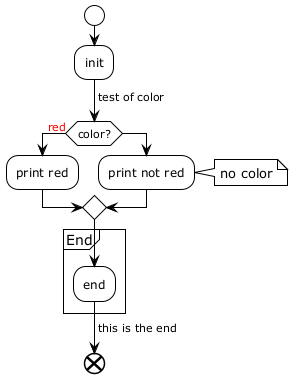 init
test of color
red
color?
print red
print not red
no color
End
end
this is the end